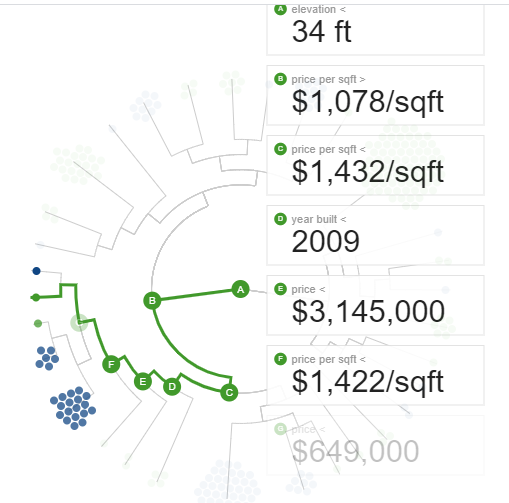 A elevation <
34 ft
B price per sqft >
$1,078/sqft
C price per sqft <
$1,432/sqft
D year built <
2009
E price <
$3,145,000
F price per sqft <
$1,422/sqft
G price <
$649,000
A
B
F
E
D
C